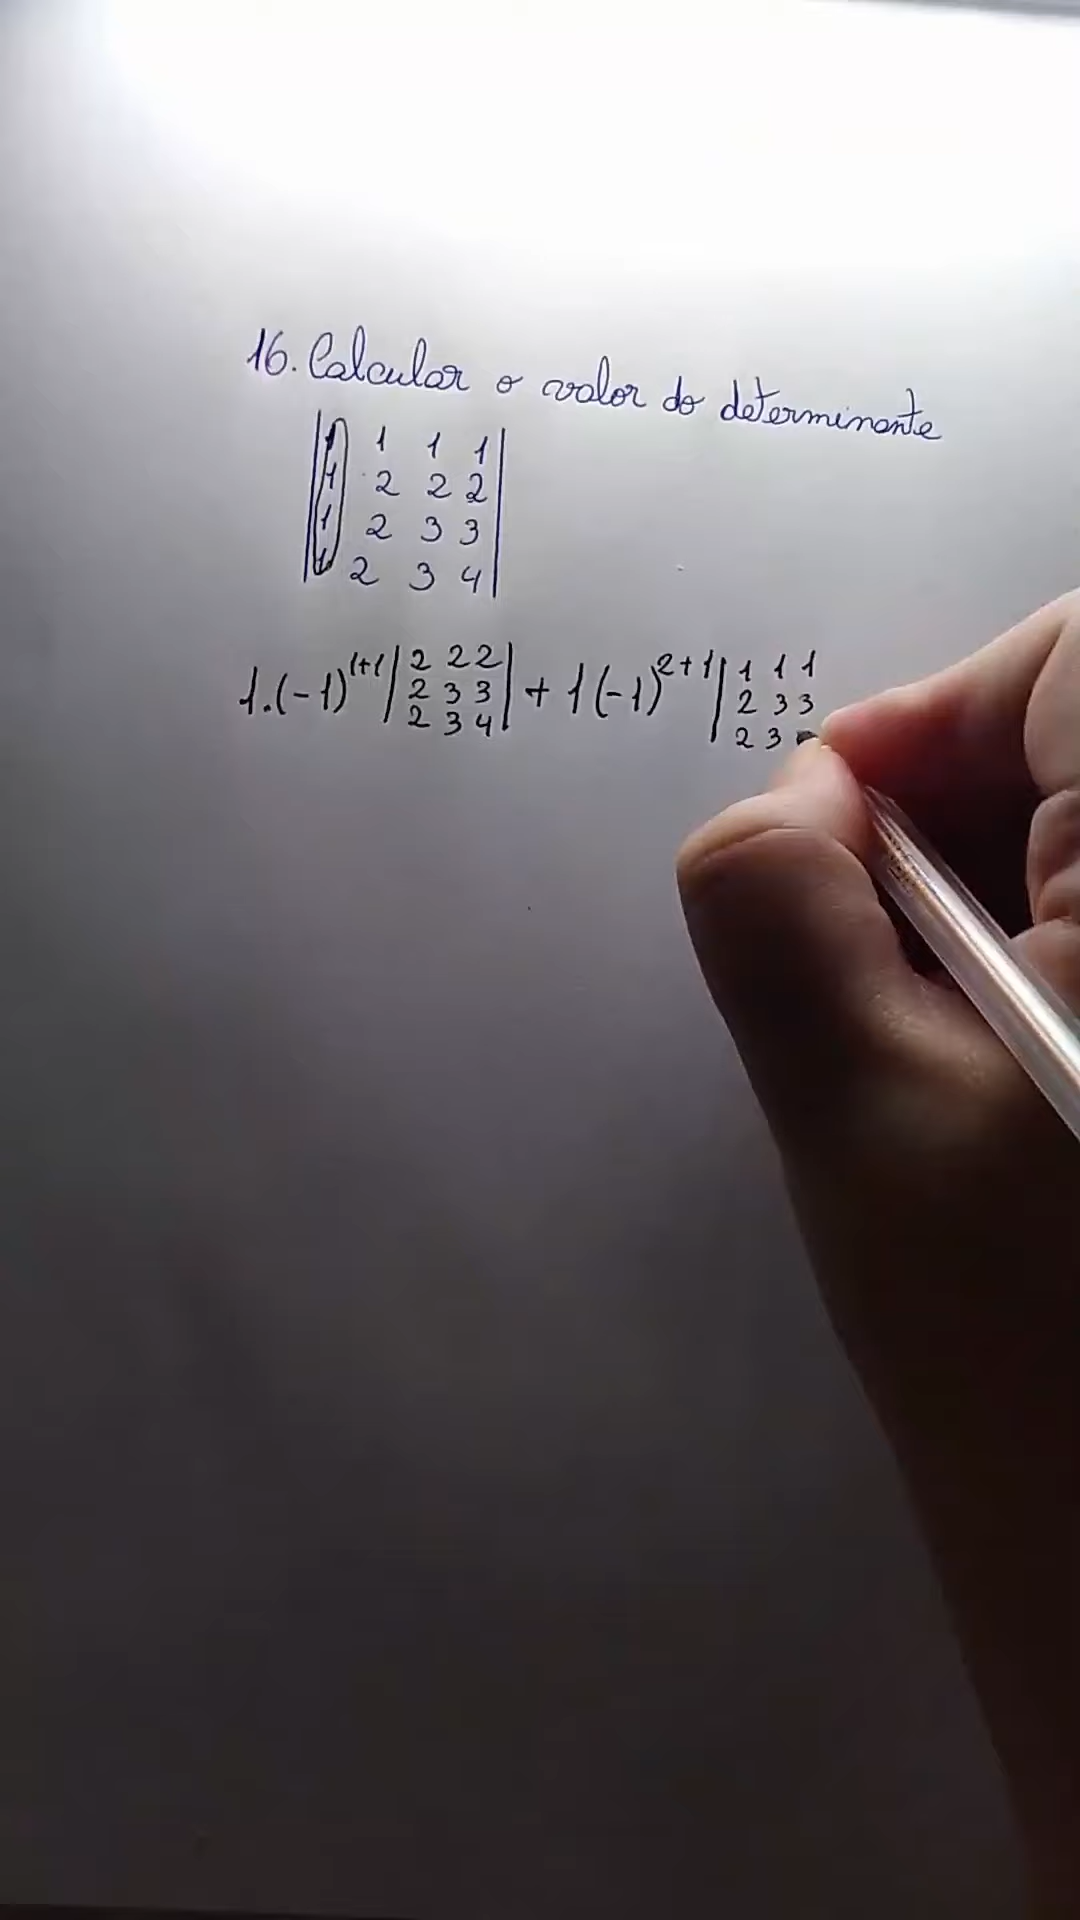 16. Calcular o valor do determinante
| 1 1 1 1 |
| 1 2 2 2 |
| 1 2 3 3 |
| 1 2 3 4 |
1.(-1)^(1+1) | 2 2 2 | + 1(-1)^(2+1) | 1 1 1
| 2 3 3 | | 2 3 3
| 2 3 4 | | 2 3